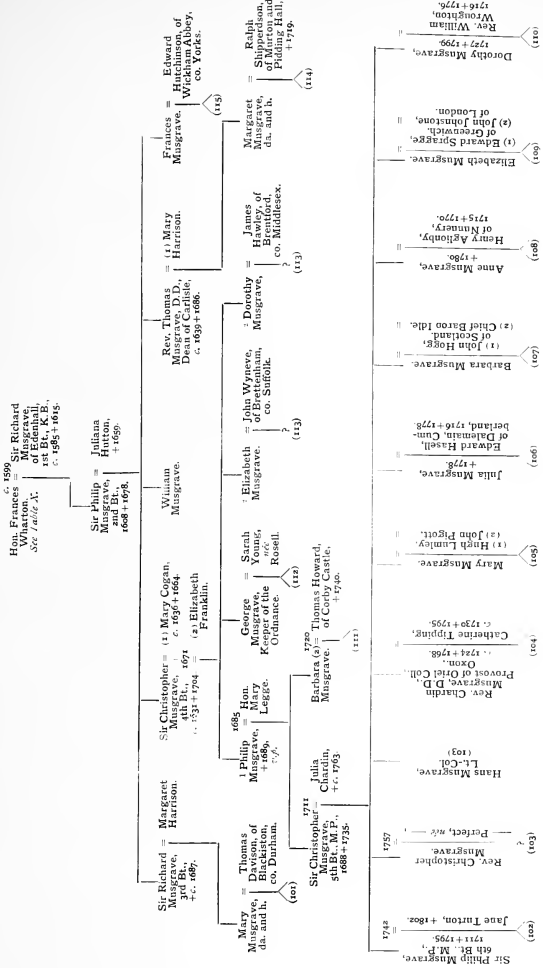 c. 1599
Hon. Frances = Sir Richard
Wharton. Musgrave,
See Table X. of Edenhall,
1st Bt., K.B.,
c. 1585 + 1615.
Sir Philip = Juliana
Musgrave, Hutton,
2nd Bt., + 1659.
1608 + 1678.
Sir Richard = Margaret
Musgrave, Harrison.
3rd Bt.,
+ c. 1687.
Sir Christopher = (1) Mary Cogan,
Musgrave, c. 1636 + 1664.
4th Bt., 1671
1631 + 1704 = (2) Elizabeth
Franklin.
William
Musgrave.
Rev. Thomas = (1) Mary
Musgrave, D.D., Harrison.
Dean of Carlisle,
c. 1639 + 1686.
Frances = Edward
Musgrave. Hutchinson, of
Wickham Abbey,
co. Yorks.
(115)
Mary = Thomas
Musgrave, Davison, of
da. and h. Blackiston,
co. Durham.
(101)
1685
1 Philip = Hon.
Musgrave, Mary
+ 1689, Legge.
v.p.
George = Sarah
Musgrave, Young,
Keeper of the née
Ordnance. Rosell.
(112)
Elizabeth = John Wyneve,
Musgrave. of Brettenham,
co. Suffolk.
?
(113)
2 Dorothy = James
Musgrave, Hawley, of
Brentford,
co. Middlesex.
?
(113)
Margaret = Ralph
Musgrave, Shipperdson,
da. and h. of Murton and
Pidding Hall,
+ 1719.
(114)
1711
Sir Christopher = Julia
Musgrave, Chardin,
5th Bt., M.P., + c. 1763.
1688 + 1735.
1720
Barbara (2) = Thomas Howard,
Musgrave. of Corby Castle,
+ 1740.
(111)
1742
Sir Philip Musgrave,
6th Bt., M.P.,
1711 + 1795
=
Jane Turton, + 1802.
(102)
1757
Rev. Christopher
Musgrave.
=
— Perfect, née —,
?
(103)
Hans Musgrave,
Lt.-Col.
(103)
Rev. Chardin
Musgrave, D.D.,
Provost of Oriel Coll.,
Oxon.,
.. 1724 + 1768.
=
Catherine Tipping,
c. 1730 + 1795.
(104)
Mary Musgrave.
=
(1) Hugh Lumley.
(2) John Pigott.
(105)
Julia Musgrave,
+ 1778.
=
Edward Hasell,
of Dalemain, Cum-
berland, 1716 + 1778.
(106)
Barbara Musgrave.
=
(1) John Hogg,
of Scotland.
(2) Chief Baron Idle.
(107)
Anne Musgrave,
+ 1780.
=
Henry Aglionby,
of Nunnery,
1715 + 1770.
(108)
Elizabeth Musgrave.
=
(1) Edward Spragge,
of Greenwich.
(2) John Johnstone,
of London.
(109)
Dorothy Musgrave,
1727 + 1799.
=
Rev. William
Wroughton,
1716 + 1776.
(110)